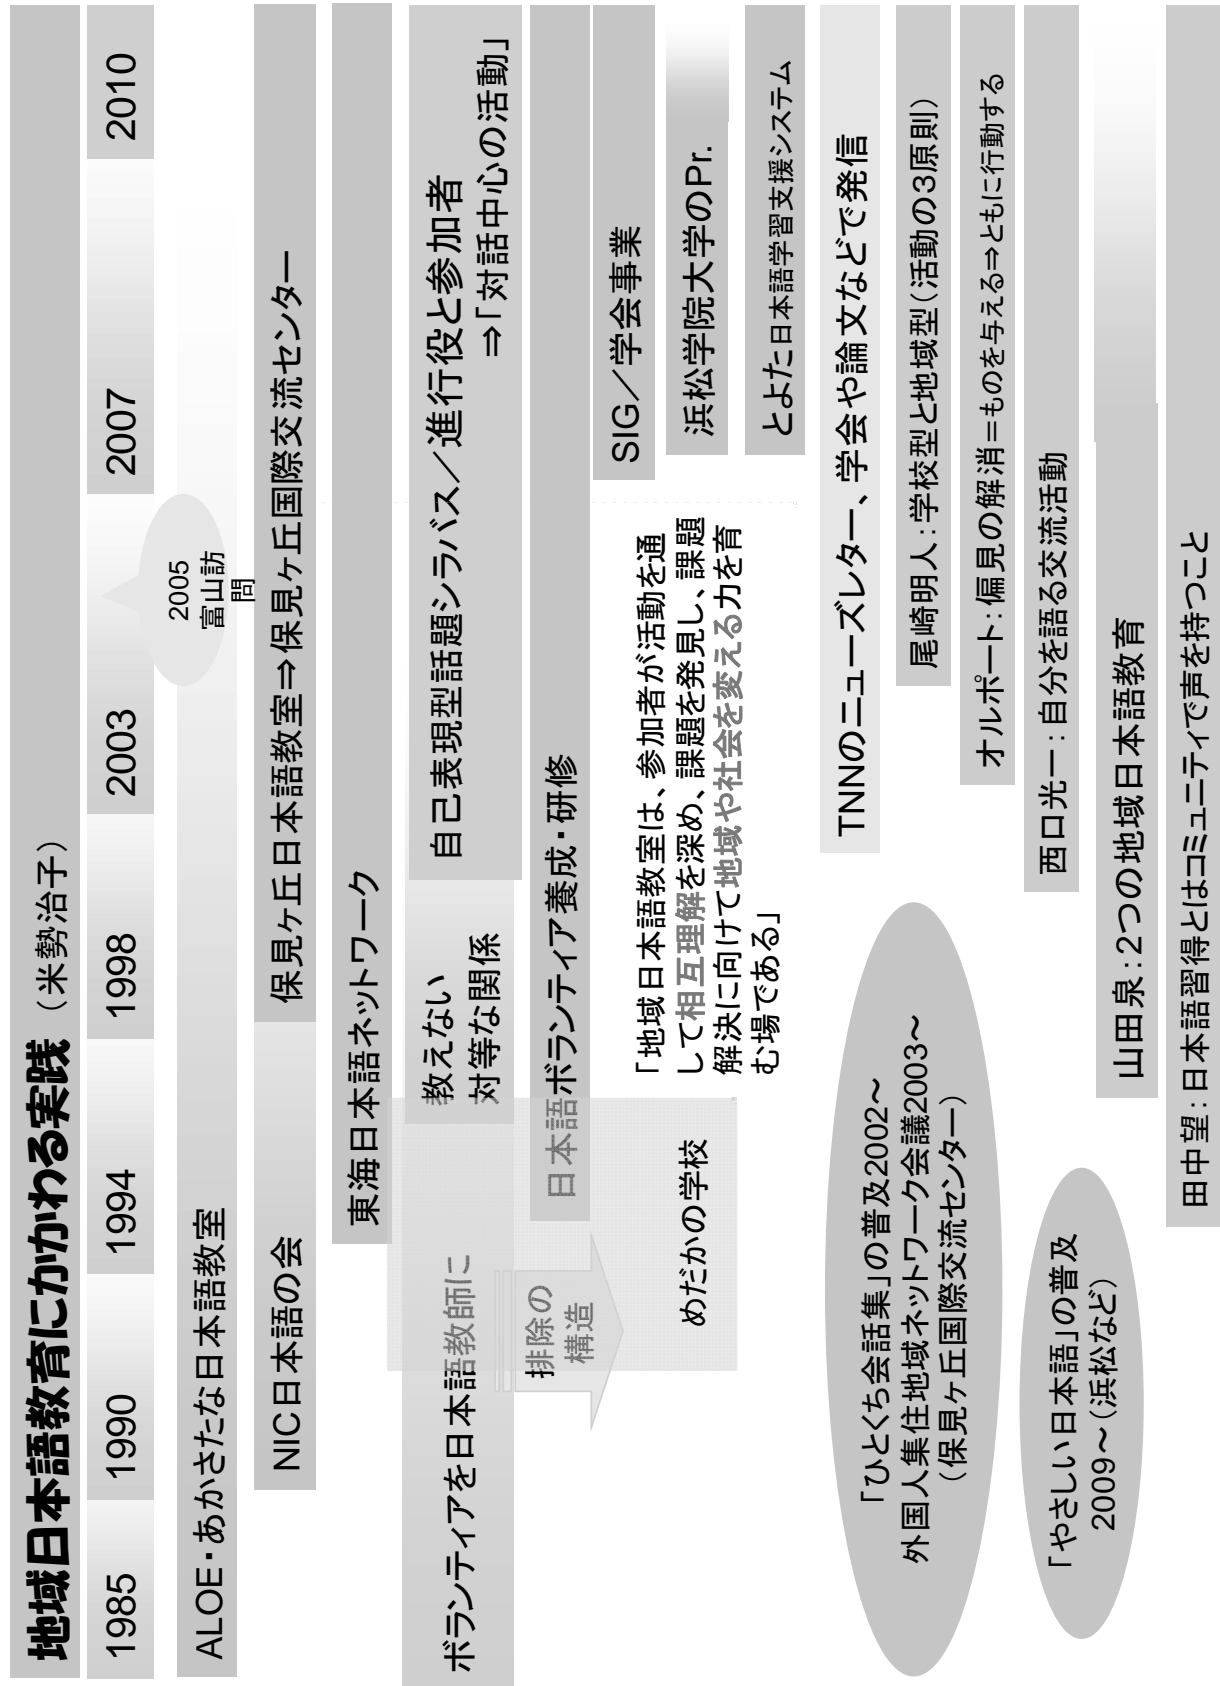 地域日本語教育にかかわる実践（米勢治子）
1985 1990 1994 1998 2003 2007 2010
2005
富山訪
問
ALOE・あかさたな日本語教室
NIC日本語の会
保見ヶ丘日本語教室⇒保見ヶ丘国際交流センター
東海日本語ネットワーク
ボランティアを日本語教師に
排除の
構造
教えない
対等な関係
自己表現型話題シラバス／進行役と参加者
⇒「対話中心の活動」
日本語ボランティア養成・研修
SIG／学会事業
「地域日本語教室は、参加者が活動を通
して相互理解を深め、課題を発見し、課題
解決に向けて地域や社会を変える力を育
む場である」
めだかの学校
浜松学院大学のPr.
とよた日本語学習支援システム
TNNのニューズレター、学会や論文などで発信
「ひとくち会話集」の普及2002～
外国人集住地域ネットワーク会議2003～
（保見ヶ丘国際交流センター）
尾崎明人：学校型と地域型（活動の3原則）
オルポート：偏見の解消＝ものを与える⇒ともに行動する
西口光一：自分を語る交流活動
「やさしい日本語」の普及
2009～（浜松など）
山田泉：2つの地域日本語教育
田中望：日本語習得とはコミュニティで声を持つこと